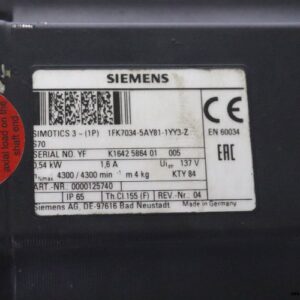 SIEMENS
SIMOTICS 3 ~ (1P) 1FK7034-5AY81-1YY3-Z
S70
SERIAL NO. YF K1642 5864 01 005
0,54 kW 1,6 A 137 V
4300 / 4300 min⁻¹ m 4 kg KTY 84
ART.-NR. 0000125740
IP 65 Th.Cl 155 (F) REV.-Nr.: 04
Siemens AG, DE-97616 Bad Neustadt Made in Germany
CE
EN 60034
EAC
axial load on the
shaft end